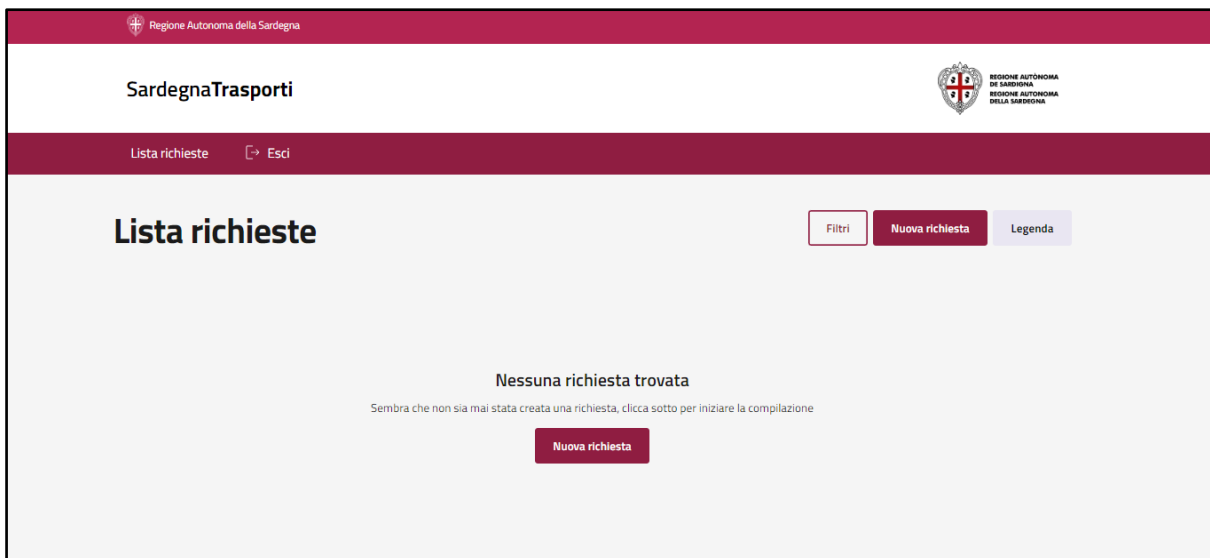 Regione Autonoma della Sardegna
SardegnaTrasporti
REGIONE AUTÒNOMA
DE SARDIGNA
REGIONE AUTONOMA
DELLA SARDEGNA
Lista richieste
Esci
Lista richieste
Filtri
Nuova richiesta
Legenda
Nessuna richiesta trovata
Sembra che non sia mai stata creata una richiesta, clicca sotto per iniziare la compilazione
Nuova richiesta